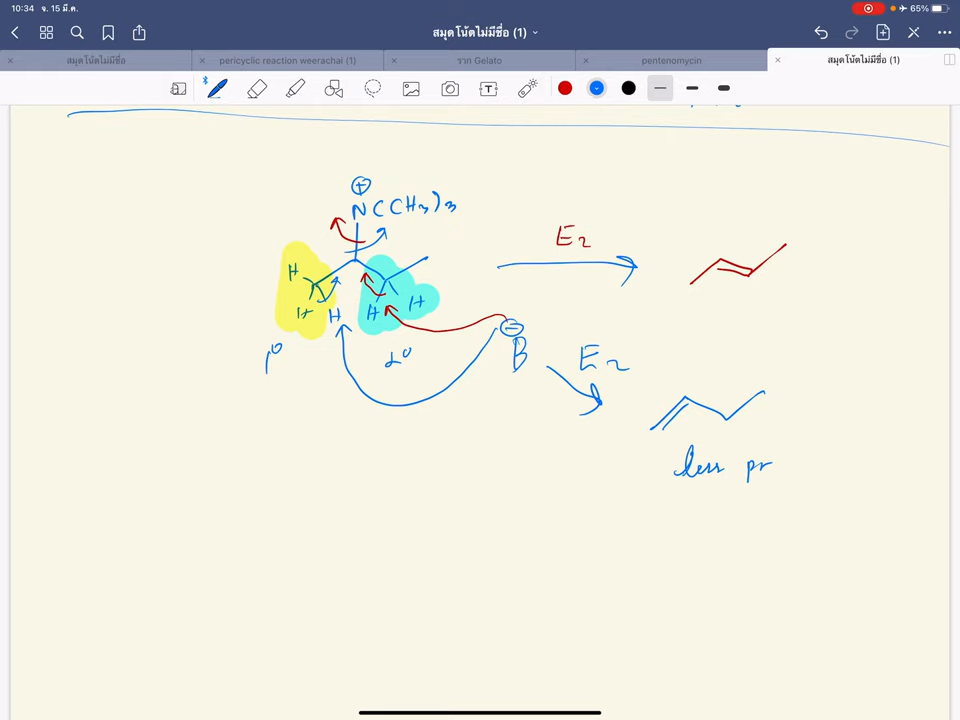 10:34 จ. 15 มี.ค.
65%
สมุดโน้ตไม่มีชื่อ (1)
สมุดโน้ตไม่มีชื่อ
pericyclic reaction weerachai (1)
ราก Gelato
pentenomycin
สมุดโน้ตไม่มีชื่อ (1)
⊕
N(CH3)3
E2
H
H H H H
⊖
1° 2° B E2
less pr